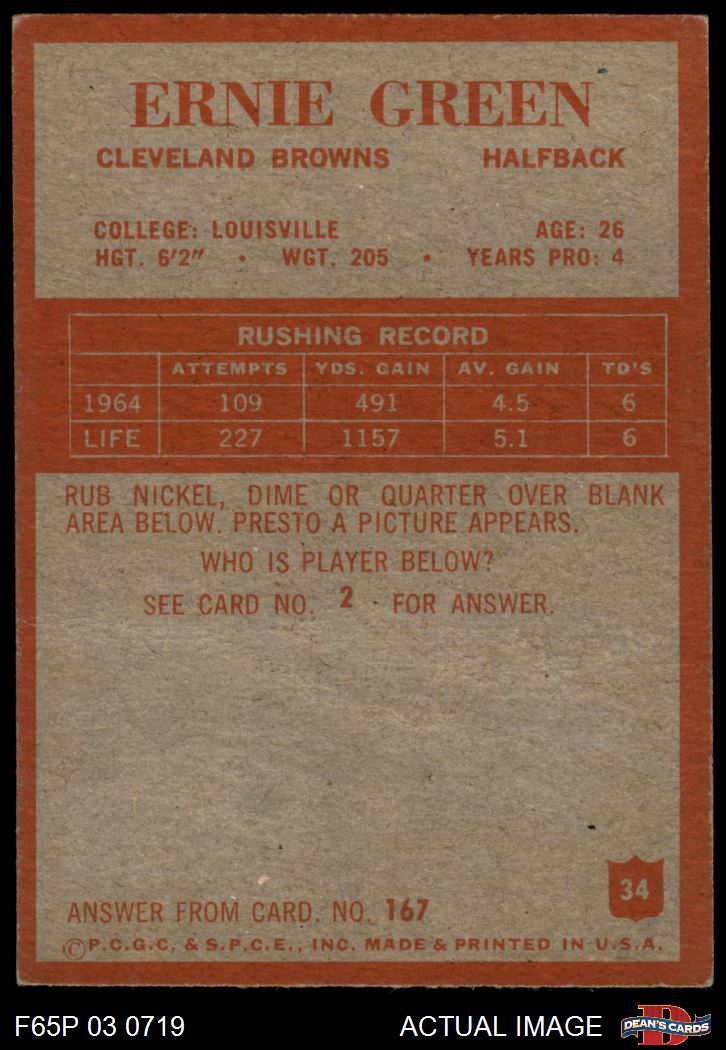 ERNIE GREEN
CLEVELAND BROWNS HALFBACK
COLLEGE: LOUISVILLE AGE: 26
HGT. 6'2" • WGT. 205 • YEARS PRO: 4
RUSHING RECORD
ATTEMPTS YDS. GAIN AV. GAIN TD'S
1964 109 491 4.5 6
LIFE 227 1157 5.1 6
RUB NICKEL, DIME OR QUARTER OVER BLANK
AREA BELOW. PRESTO A PICTURE APPEARS.
WHO IS PLAYER BELOW?
SEE CARD NO. 2 FOR ANSWER.
34
ANSWER FROM CARD. NO. 167
©P.C.G.C. & S.P.C.E., INC. MADE & PRINTED IN U.S.A.
F65P 03 0719 ACTUAL IMAGE
D
DEAN'S CARDS